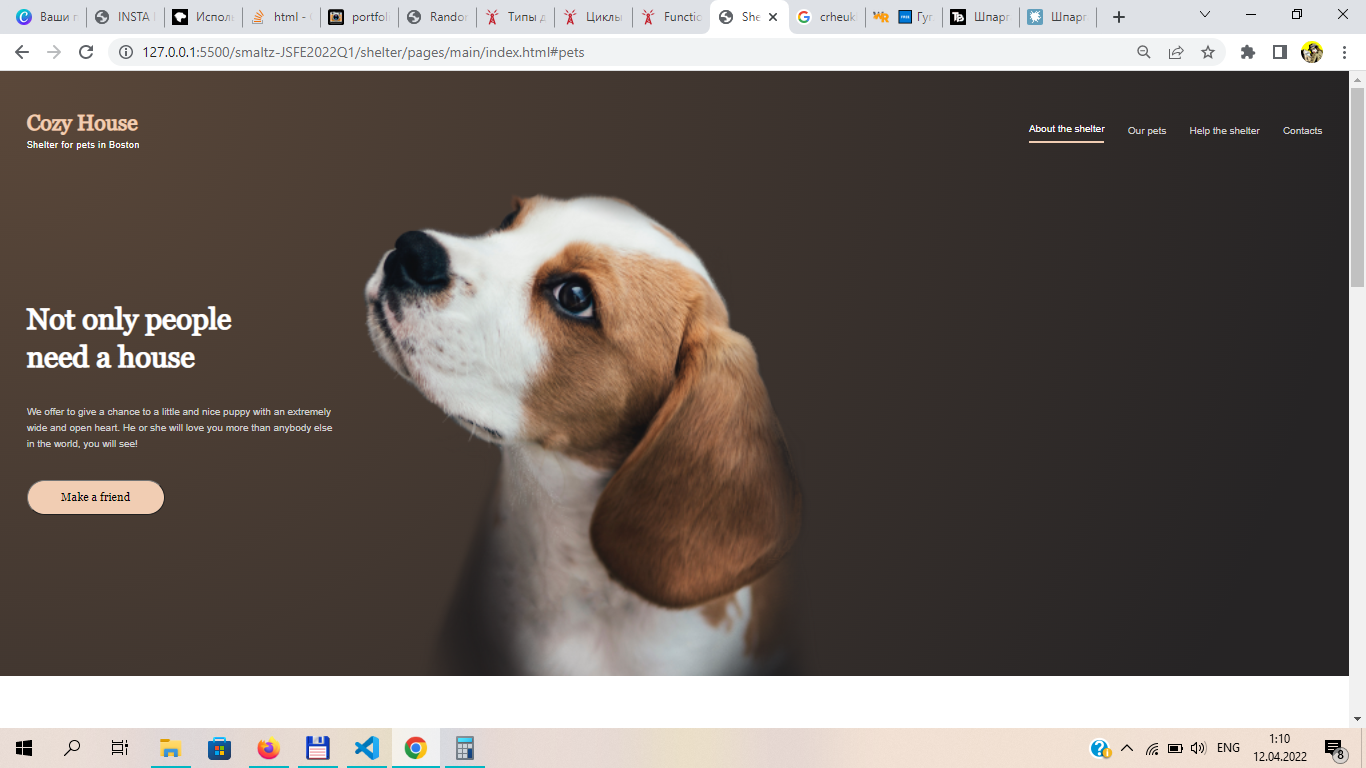 Ваши п
INSTA
Исполь
html - 
portfoli
Randor
Типы д
Циклы
Functic
She
crheuk
Гуг
Шпарг
Шпарг
127.0.0.1:5500/smaltz-JSFE2022Q1/shelter/pages/main/index.html#pets
Cozy House
Shelter for pets in Boston
About the shelter
Our pets
Help the shelter
Contacts
Not only people
need a house
We offer to give a chance to a little and nice puppy with an extremely
wide and open heart. He or she will love you more than anybody else
in the world, you will see!
Make a friend
ENG
1:10
12.04.2022
8